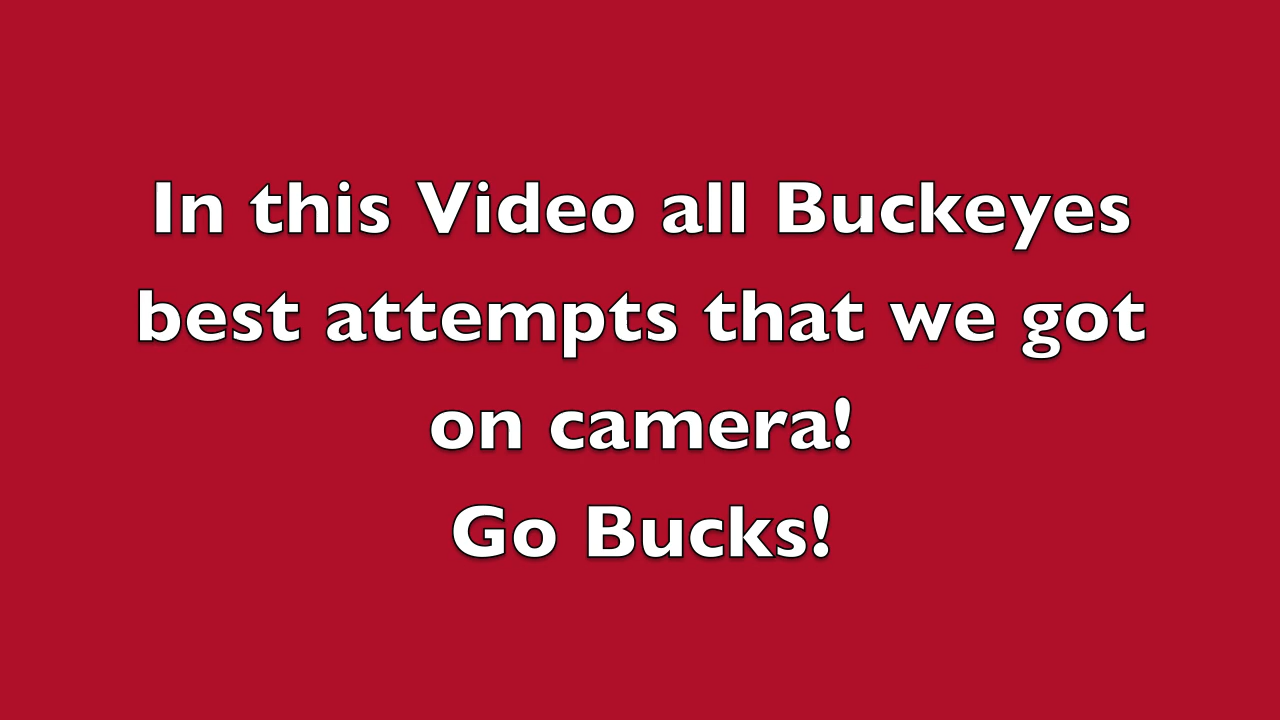 In this Video all Buckeyes
best attempts that we got
on camera!
Go Bucks!